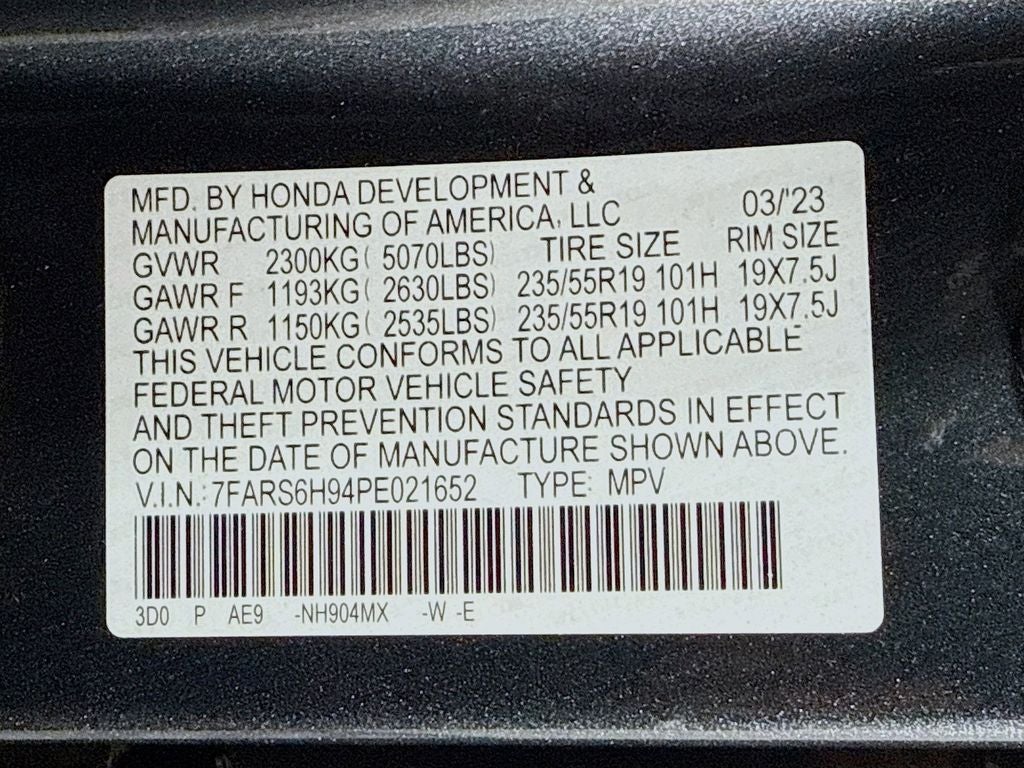 MFD. BY HONDA DEVELOPMENT &
MANUFACTURING OF AMERICA, LLC 03/'23
GVWR 2300KG( 5070LBS) TIRE SIZE RIM SIZE
GAWR F 1193KG( 2630LBS) 235/55R19 101H 19X7.5J
GAWR R 1150KG( 2535LBS) 235/55R19 101H 19X7.5J
THIS VEHICLE CONFORMS TO ALL APPLICABLE
FEDERAL MOTOR VEHICLE SAFETY
AND THEFT PREVENTION STANDARDS IN EFFECT
ON THE DATE OF MANUFACTURE SHOWN ABOVE.
V.I.N.: 7FARS6H94PE021652 TYPE: MPV
3D0 P AE9 -NH904MX -W -E